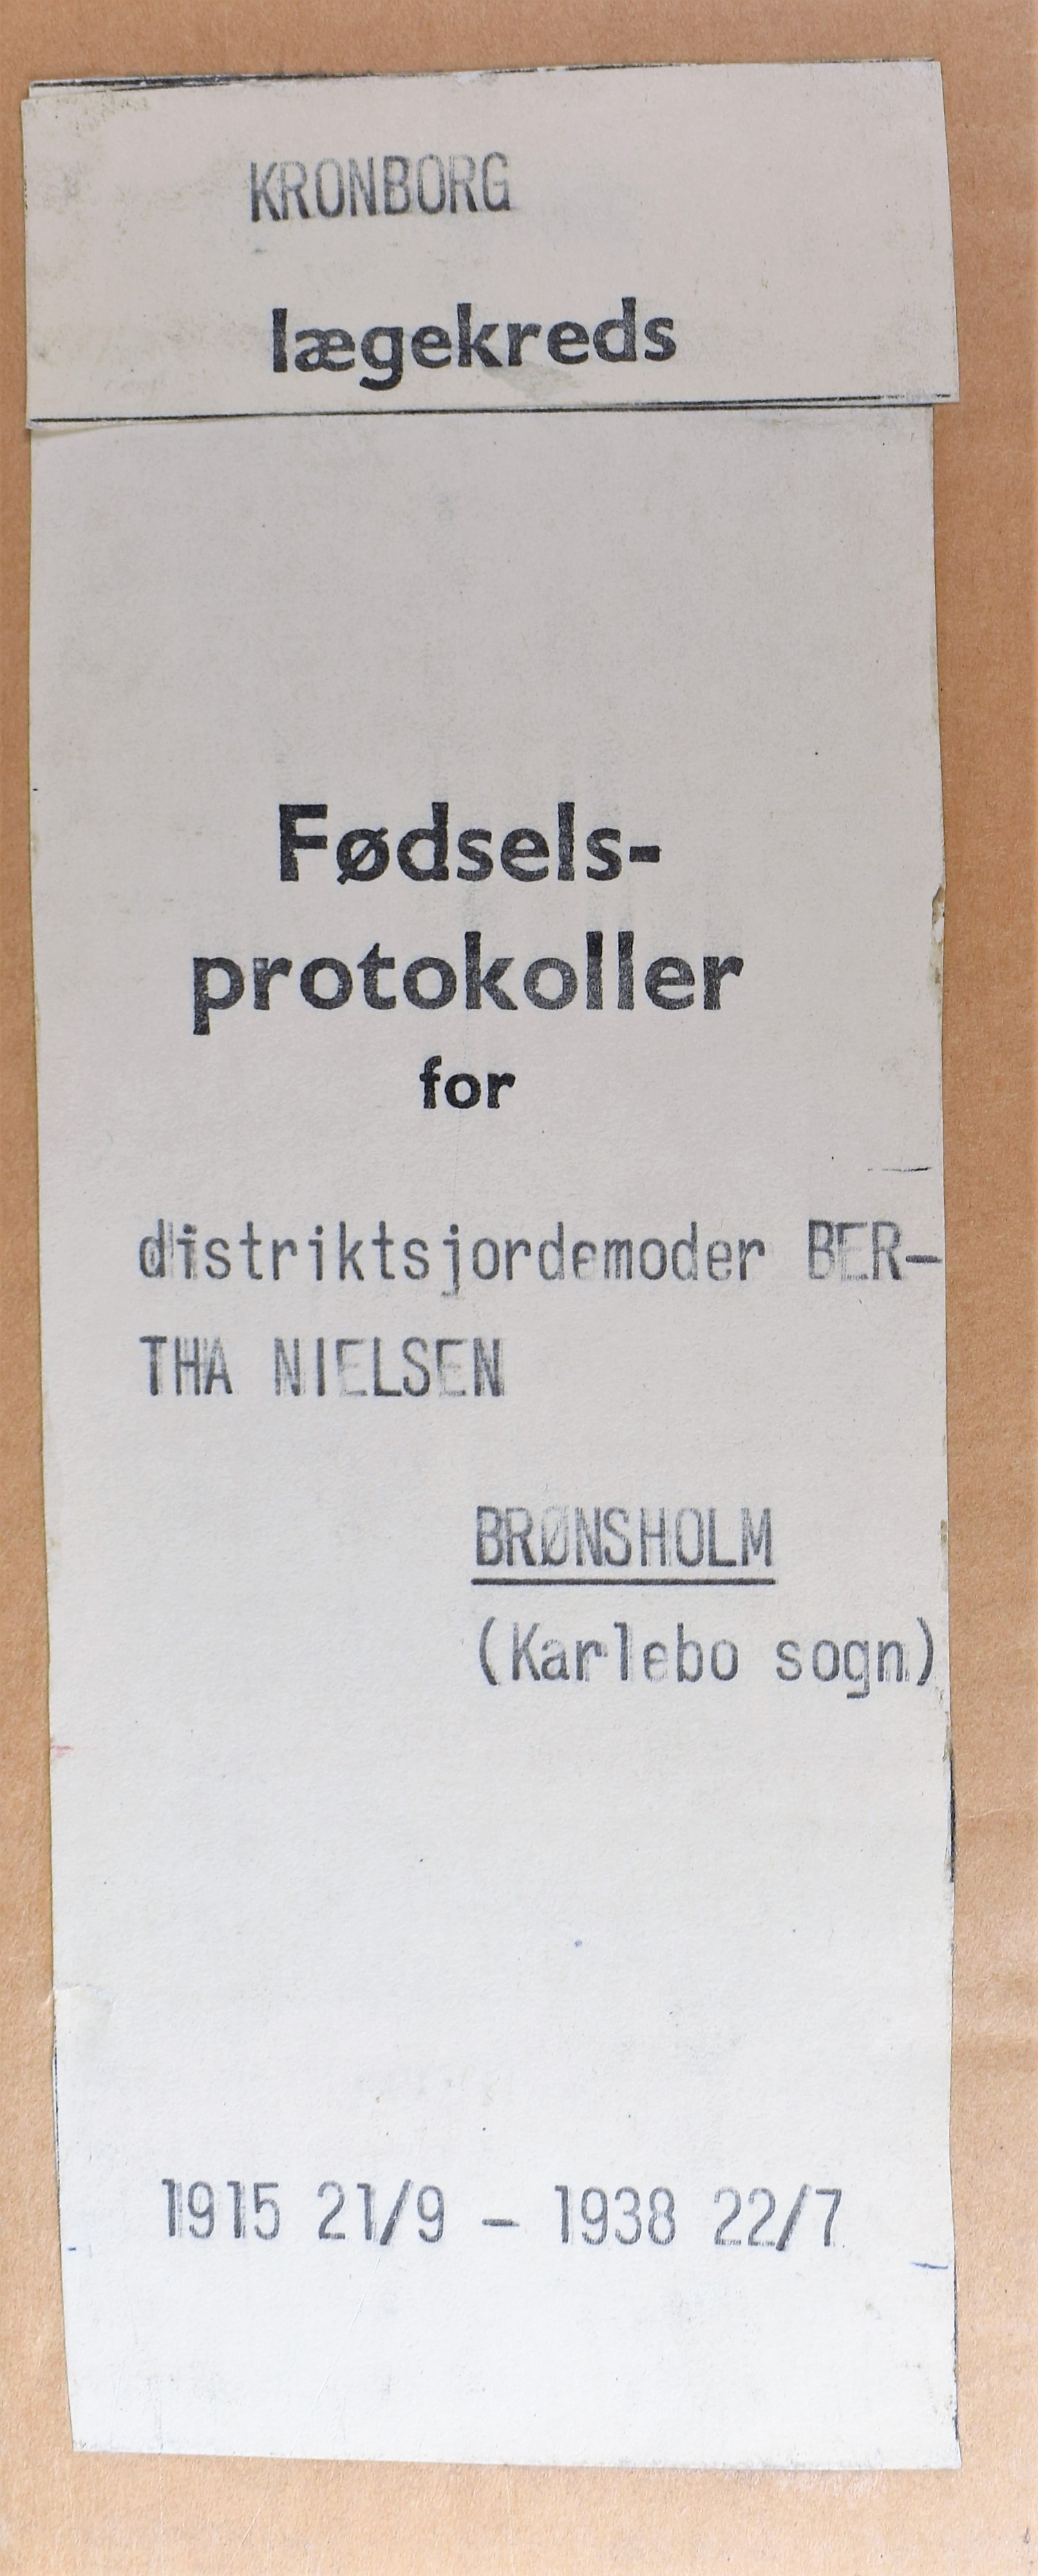 KRONBORG
lægekreds
Fødsels-
protokoller
for
distriktsjordemoder BER-
THA NIELSEN
BRØNSHOLM
(Karlebo sogn)
1915 21/9 - 1938 22/7